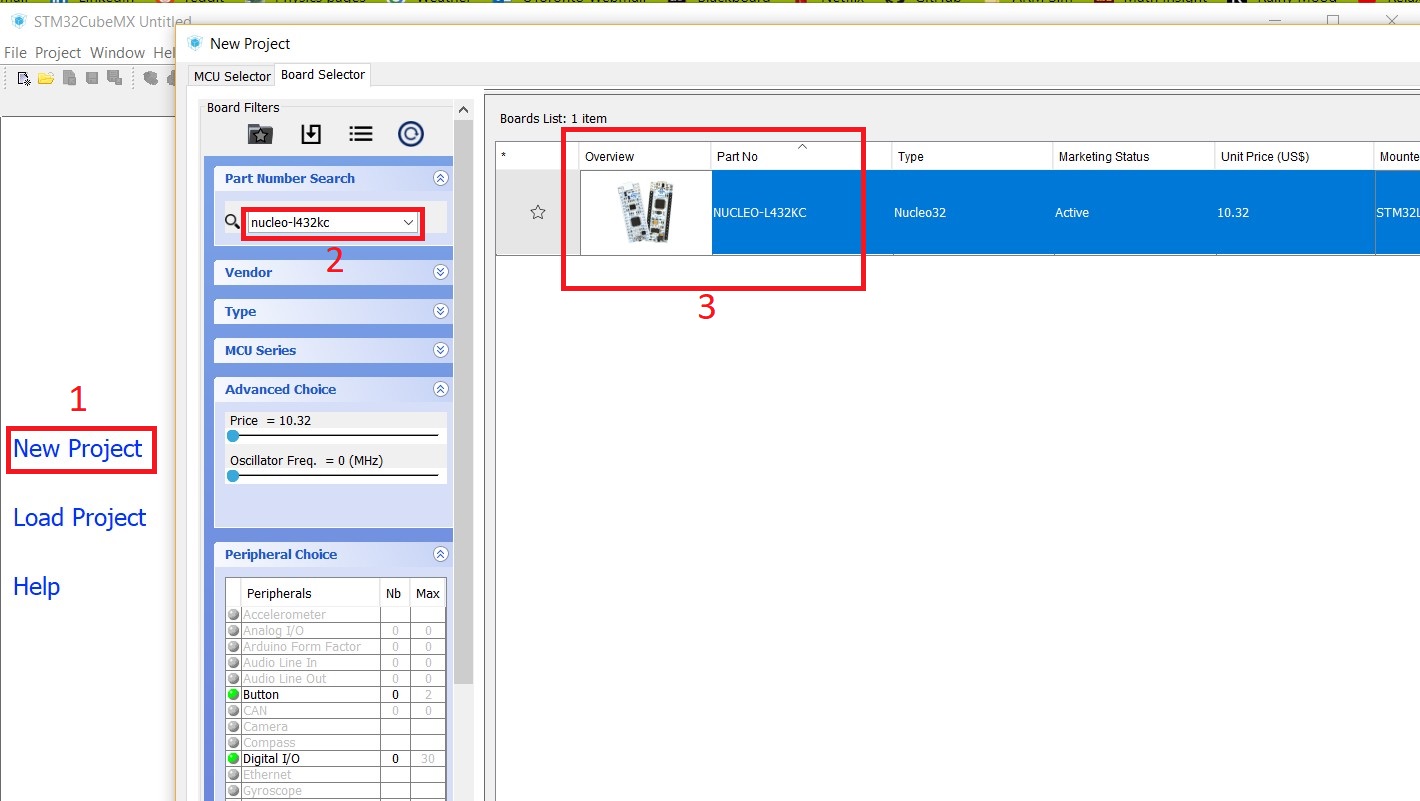 STM32CubeMX Untitled
File Project Window Hel
New Project
MCU Selector Board Selector
Board Filters
Part Number Search
nucleo-l432kc
2
Vendor
Type
MCU Series
Advanced Choice
Price = 10.32
Oscillator Freq. = 0 (MHz)
Peripheral Choice
Peripherals Nb Max
Accelerometer
Analog I/O 0 0
Arduino Form Factor 0 0
Audio Line In 0 0
Audio Line Out 0 0
Button 0 2
CAN 0 0
Camera
Compass
Digital I/O 0 30
Ethernet
Gyroscope
Boards List: 1 item
* Overview Part No Type Marketing Status Unit Price (US$) Mounte
NUCLEO-L432KC Nucleo32 Active 10.32 STM32L
3
1
New Project
Load Project
Help